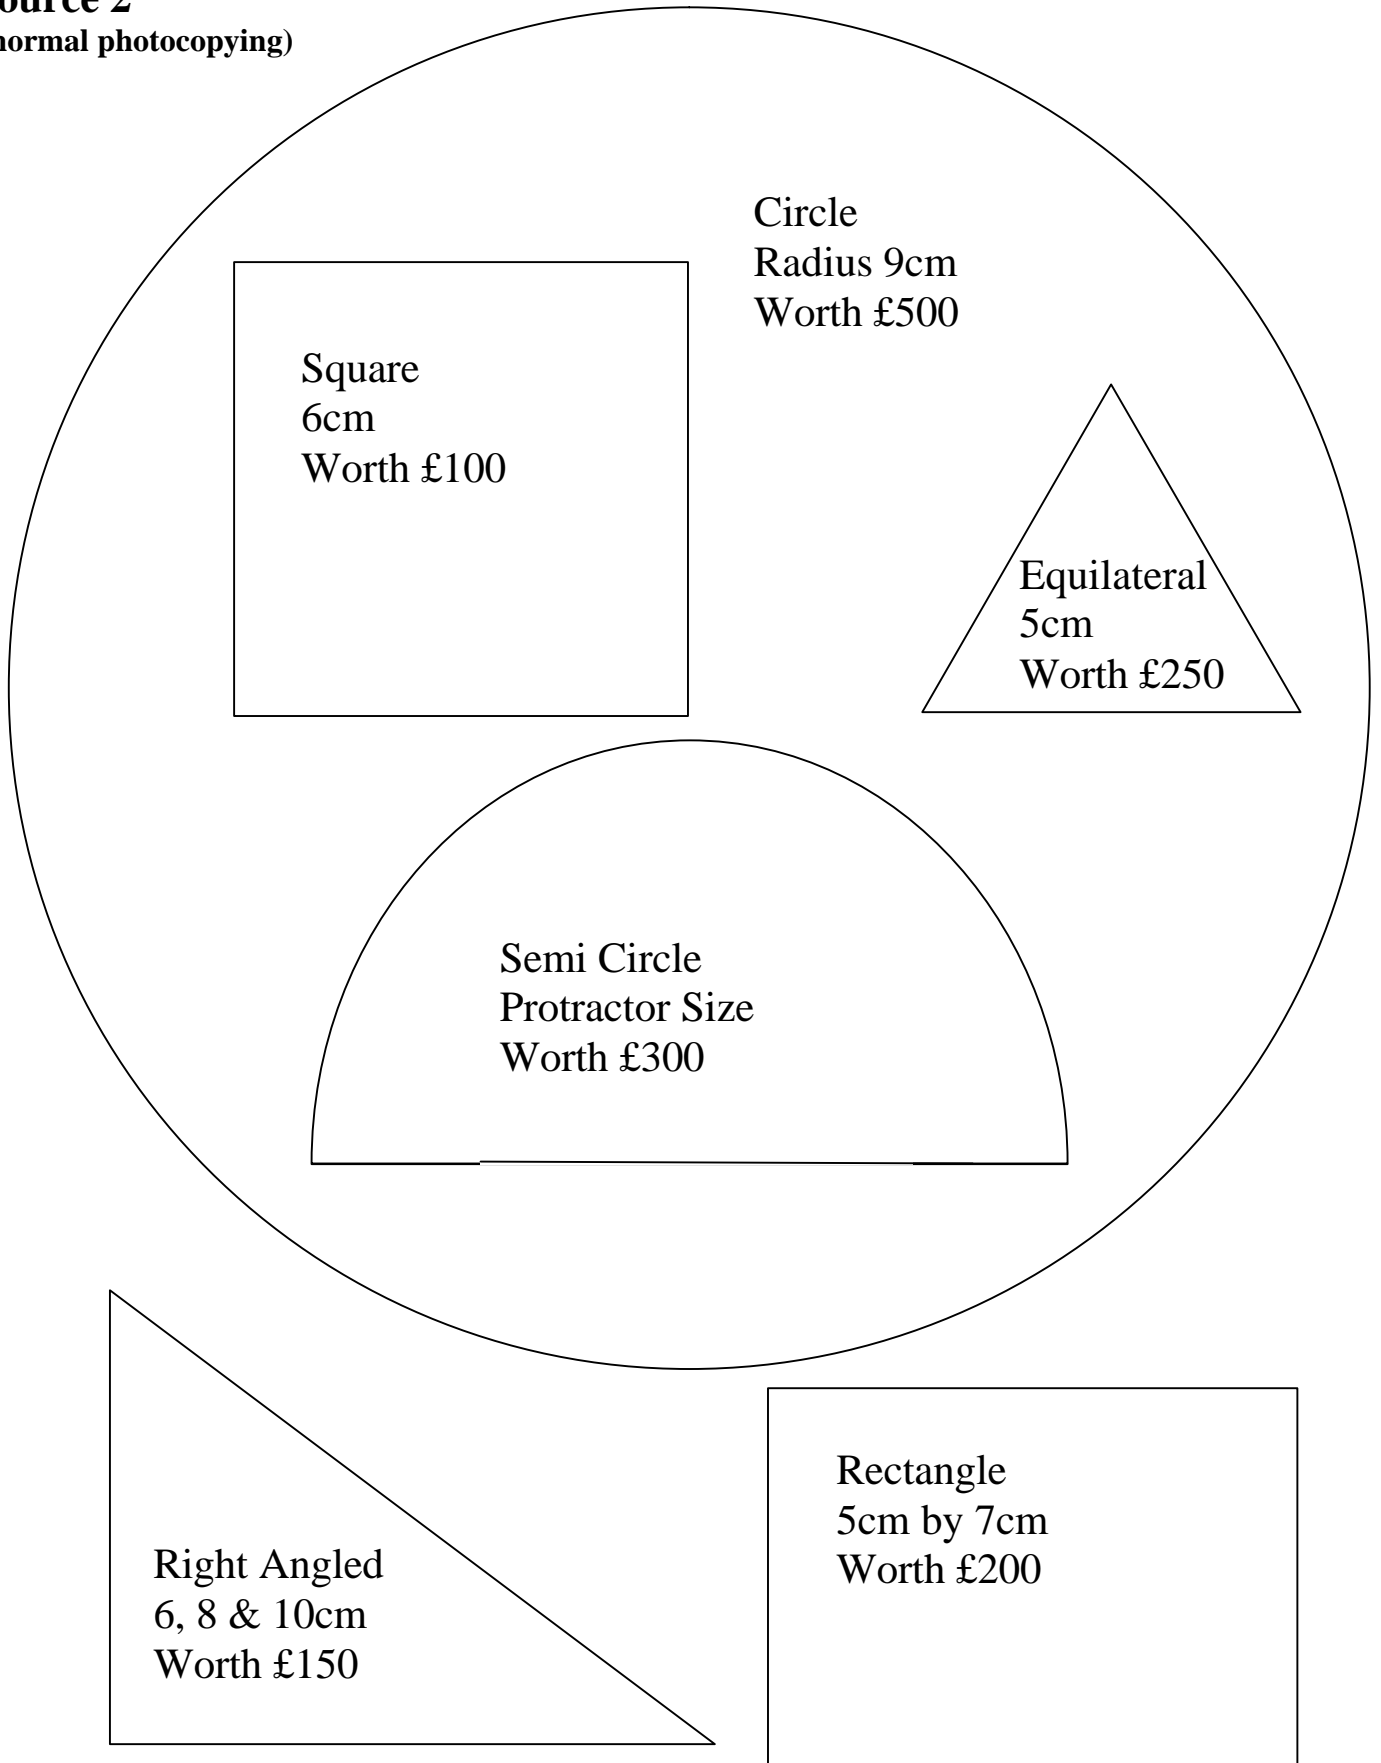 2
normal photocopying)
Circle
Radius 9cm
Worth £500
Square
6cm
Worth £100
Equilateral
5cm
Worth £250
Semi Circle
Protractor Size
Worth £300
Right Angled
6, 8 & 10cm
Worth £150
Rectangle
5cm by 7cm
Worth £200